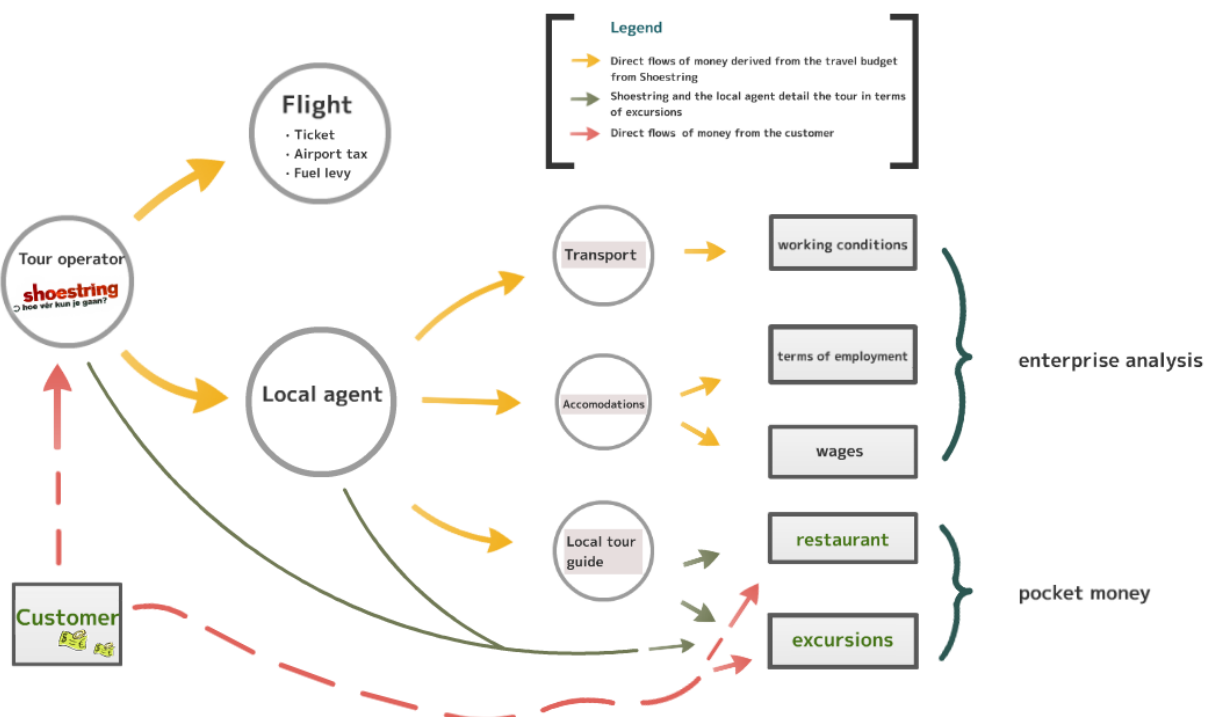 Legend
Direct flows of money derived from the travel budget
from Shoestring
Shoestring and the local agent detail the tour in terms
of excursions
Direct flows of money from the customer
Flight
· Ticket
· Airport tax
· Fuel levy
Tour operator
shoestring
hoe vér kun je gaan?
Local agent
Transport
Accomodations
Local tour
guide
working conditions
terms of employment
wages
enterprise analysis
restaurant
excursions
pocket money
Customer